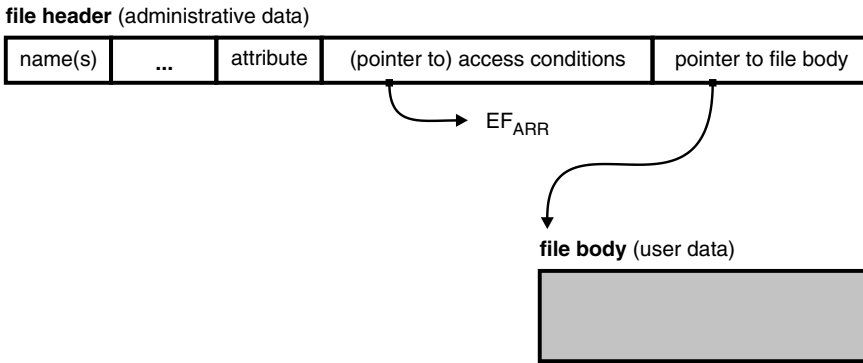 file header (administrative data)
name(s) ... attribute (pointer to) access conditions pointer to file body
EFARR
file body (user data)